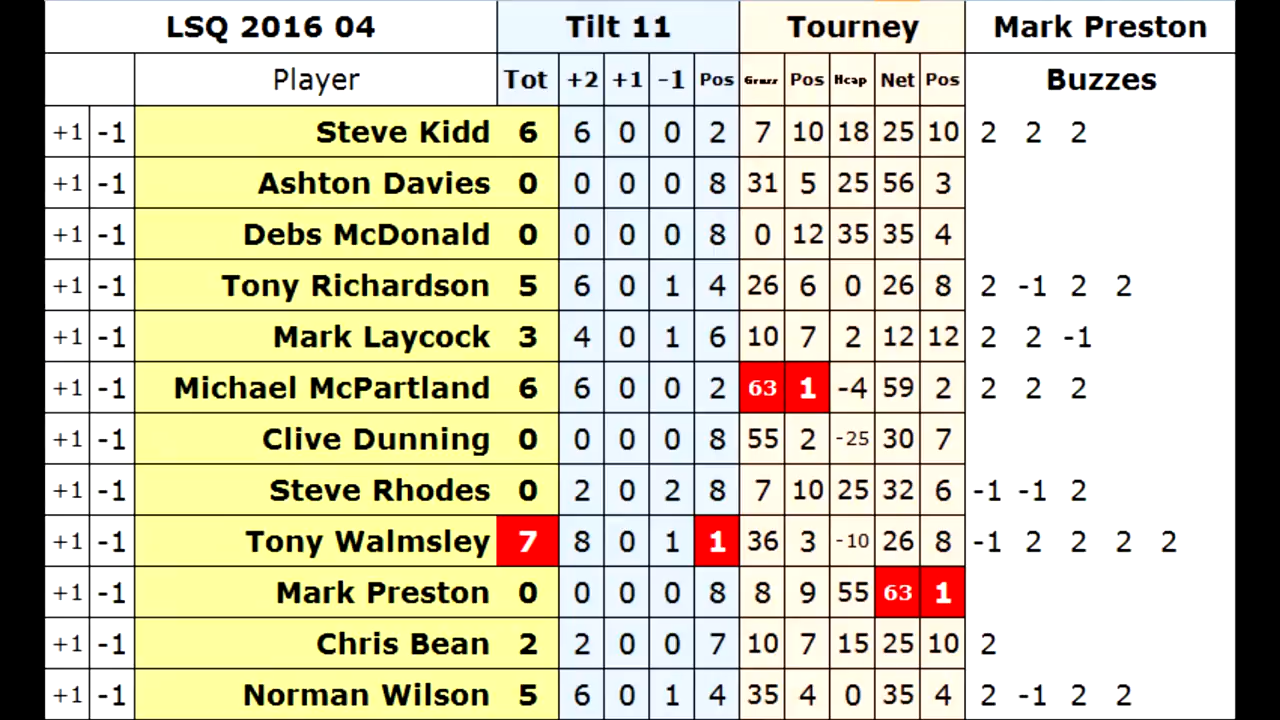 LSQ 2016 04 Tilt 11 Tourney Mark Preston
Player Tot +2 +1 -1 Pos Gross Pos Hcap Net Pos Buzzes
+1 -1 Steve Kidd 6 6 0 0 2 7 10 18 25 10 2 2 2
+1 -1 Ashton Davies 0 0 0 0 8 31 5 25 56 3
+1 -1 Debs McDonald 0 0 0 0 8 0 12 35 35 4
+1 -1 Tony Richardson 5 6 0 1 4 26 6 0 26 8 2 -1 2 2
+1 -1 Mark Laycock 3 4 0 1 6 10 7 2 12 12 2 2 -1
+1 -1 Michael McPartland 6 6 0 0 2 63 1 -4 59 2 2 2 2
+1 -1 Clive Dunning 0 0 0 0 8 55 2 -25 30 7
+1 -1 Steve Rhodes 0 2 0 2 8 7 10 25 32 6 -1 -1 2
+1 -1 Tony Walmsley 7 8 0 1 1 36 3 -10 26 8 -1 2 2 2 2
+1 -1 Mark Preston 0 0 0 0 8 8 9 55 63 1
+1 -1 Chris Bean 2 2 0 0 7 10 7 15 25 10 2
+1 -1 Norman Wilson 5 6 0 1 4 35 4 0 35 4 2 -1 2 2